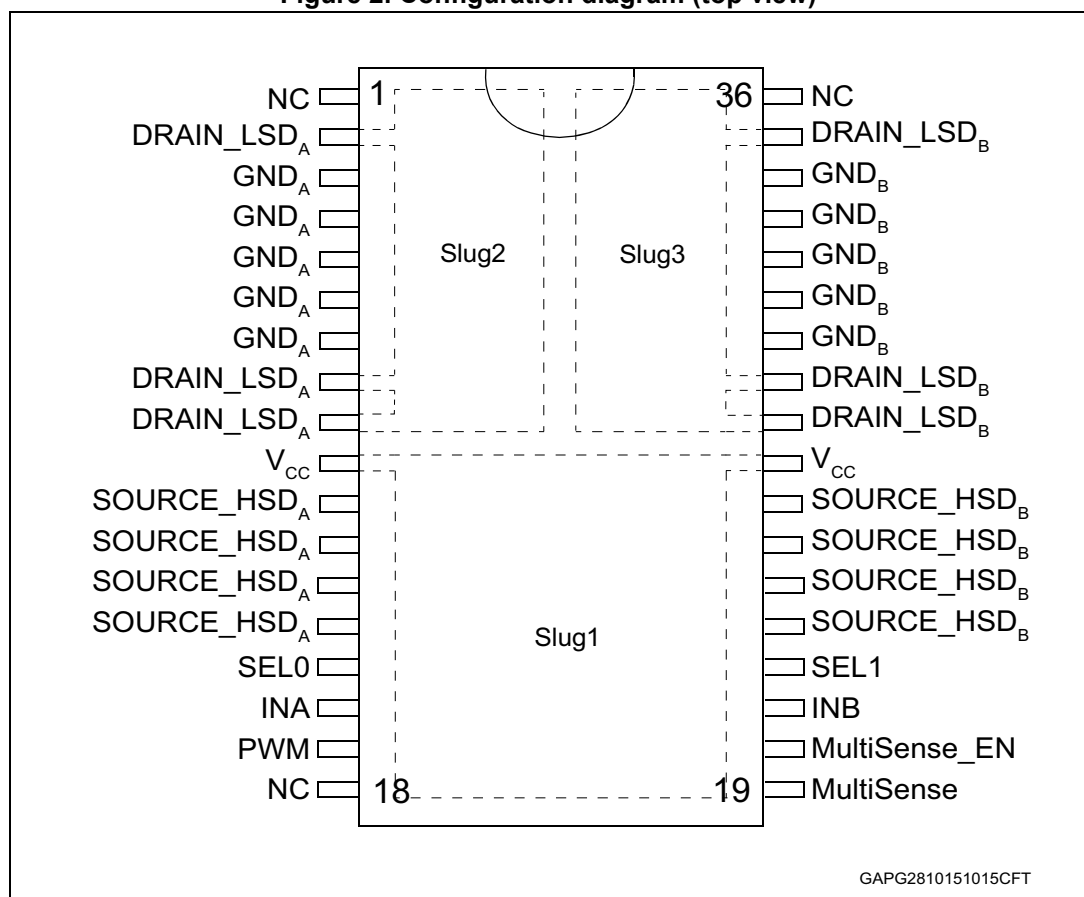 Figure 2. Configuration diagram (top view)
1
36
NC
NC
DRAIN_LSDA
DRAIN_LSDB
GNDA
GNDB
GNDA
GNDB
GNDA
GNDB
GNDA
GNDB
GNDA
GNDB
Slug2
Slug3
DRAIN_LSDA
DRAIN_LSDB
DRAIN_LSDA
DRAIN_LSDB
VCC
VCC
SOURCE_HSDA
SOURCE_HSDB
SOURCE_HSDA
SOURCE_HSDB
SOURCE_HSDA
SOURCE_HSDB
SOURCE_HSDA
SOURCE_HSDB
Slug1
SEL0
SEL1
INA
INB
PWM
MultiSense_EN
NC
18
19
MultiSense
GAPG2810151015CFT